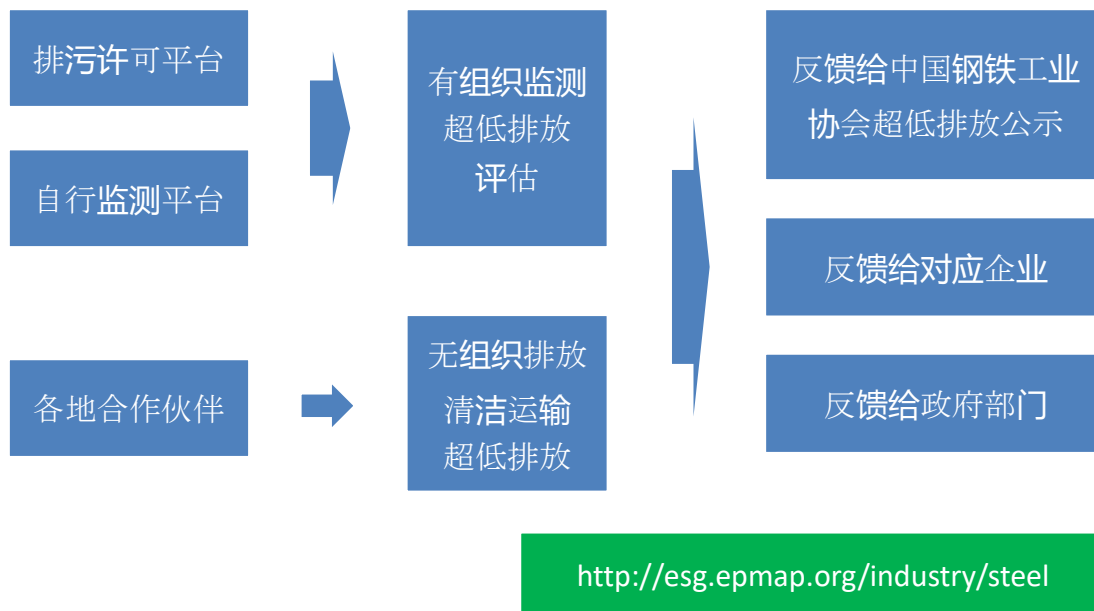 排污许可平台
自行监测平台
各地合作伙伴
有组织监测
超低排放
评估
无组织排放
清洁运输
超低排放
反馈给中国钢铁工业
协会超低排放公示
反馈给对应企业
反馈给政府部门
http://esg.epmap.org/industry/steel